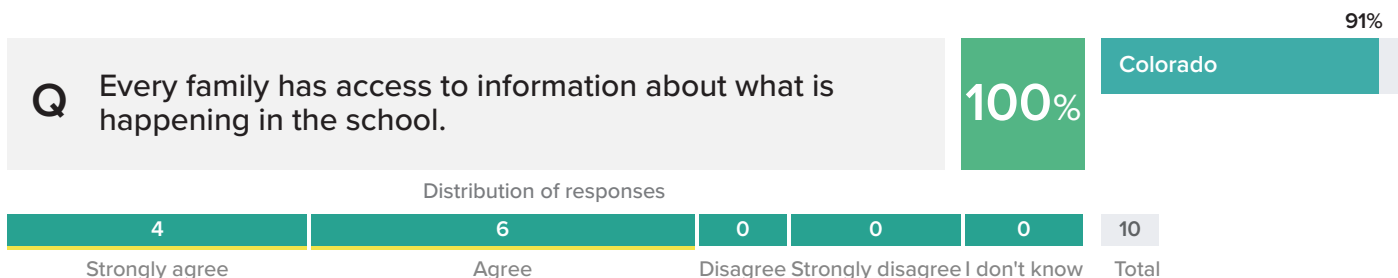 91%
Q Every family has access to information about what is
happening in the school.
100%
Colorado
Distribution of responses
4 6 0 0 0 10
Strongly agree Agree Disagree Strongly disagree I don't know Total